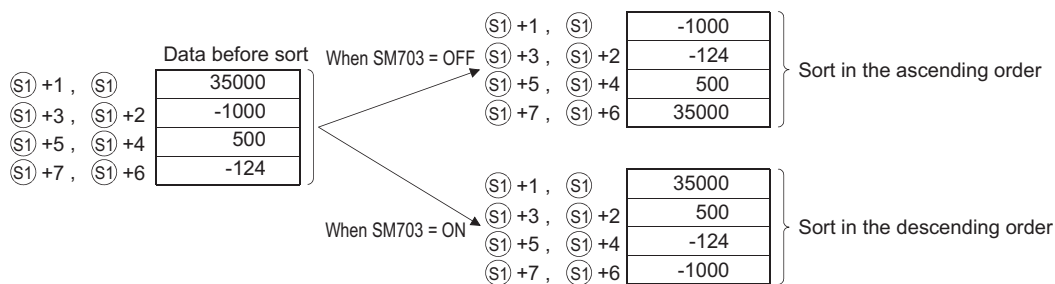 Data before sort
S1 +1 , S1 35000
S1 +3 , S1 +2 -1000
S1 +5 , S1 +4 500
S1 +7 , S1 +6 -124
When SM703 = OFF
S1 +1 , S1 -1000
S1 +3 , S1 +2 -124
S1 +5 , S1 +4 500
S1 +7 , S1 +6 35000
Sort in the ascending order
When SM703 = ON
S1 +1 , S1 35000
S1 +3 , S1 +2 500
S1 +5 , S1 +4 -124
S1 +7 , S1 +6 -1000
Sort in the descending order